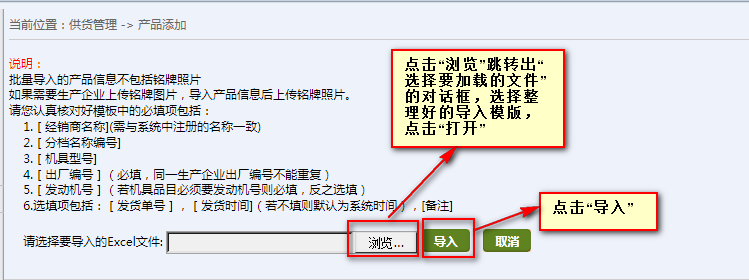 当前位置：供货管理 -> 产品添加
说明：
批量导入的产品信息不包括铭牌照片
如果需要生产企业上传铭牌图片，导入产品信息后上传铭牌照片。
请您认真核对好模板中的必填项包括：
1. [ 经销商名称](需与系统中注册的名称一致)
2. [ 分档名称编号]
3. [ 机具型号]
4. [ 出厂编号 ] （必填，同一生产企业出厂编号不能重复）
5. [ 发动机号 ] （若机具品目必须要发动机号则必填，反之选填）
6.选填项包括： [ 发货单号 ] ， [ 发货时间]（若不填则默认为系统时间），[备注]
请选择要导入的Excel文件:
浏览...
导入
取消
点击“浏览”跳转出“
选择要加载的文件”
的对话框，选择整
理好的导入模版，
点击“打开”
点击“导入”